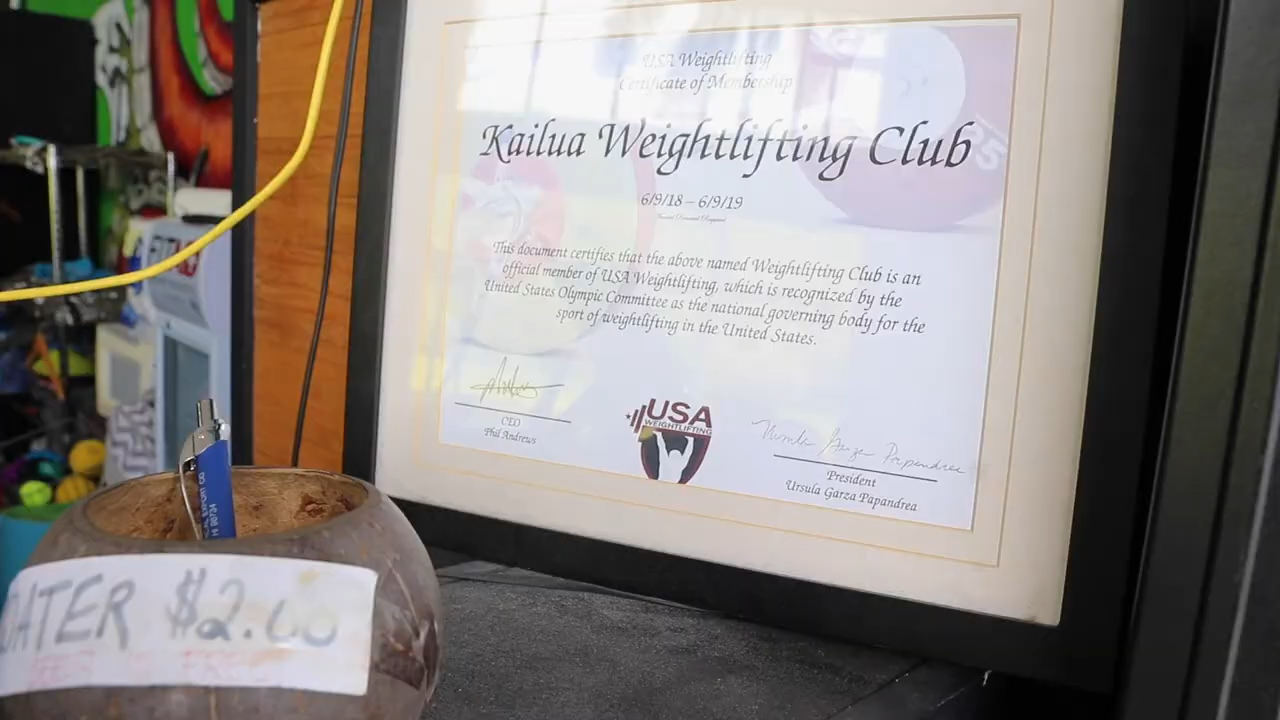 USA Weightlifting
Certificate of Membership
Kailua Weightlifting Club
6/9/18 – 6/9/19
This document certifies that the above named Weightlifting Club is an
official member of USA Weightlifting, which is recognized by the
United States Olympic Committee as the national governing body for the
sport of weightlifting in the United States.
CEO
Phil Andrews
USA
WEIGHTLIFTING
President
Ursula Garza Papandrea
EXPORT CO
96734
$2.00